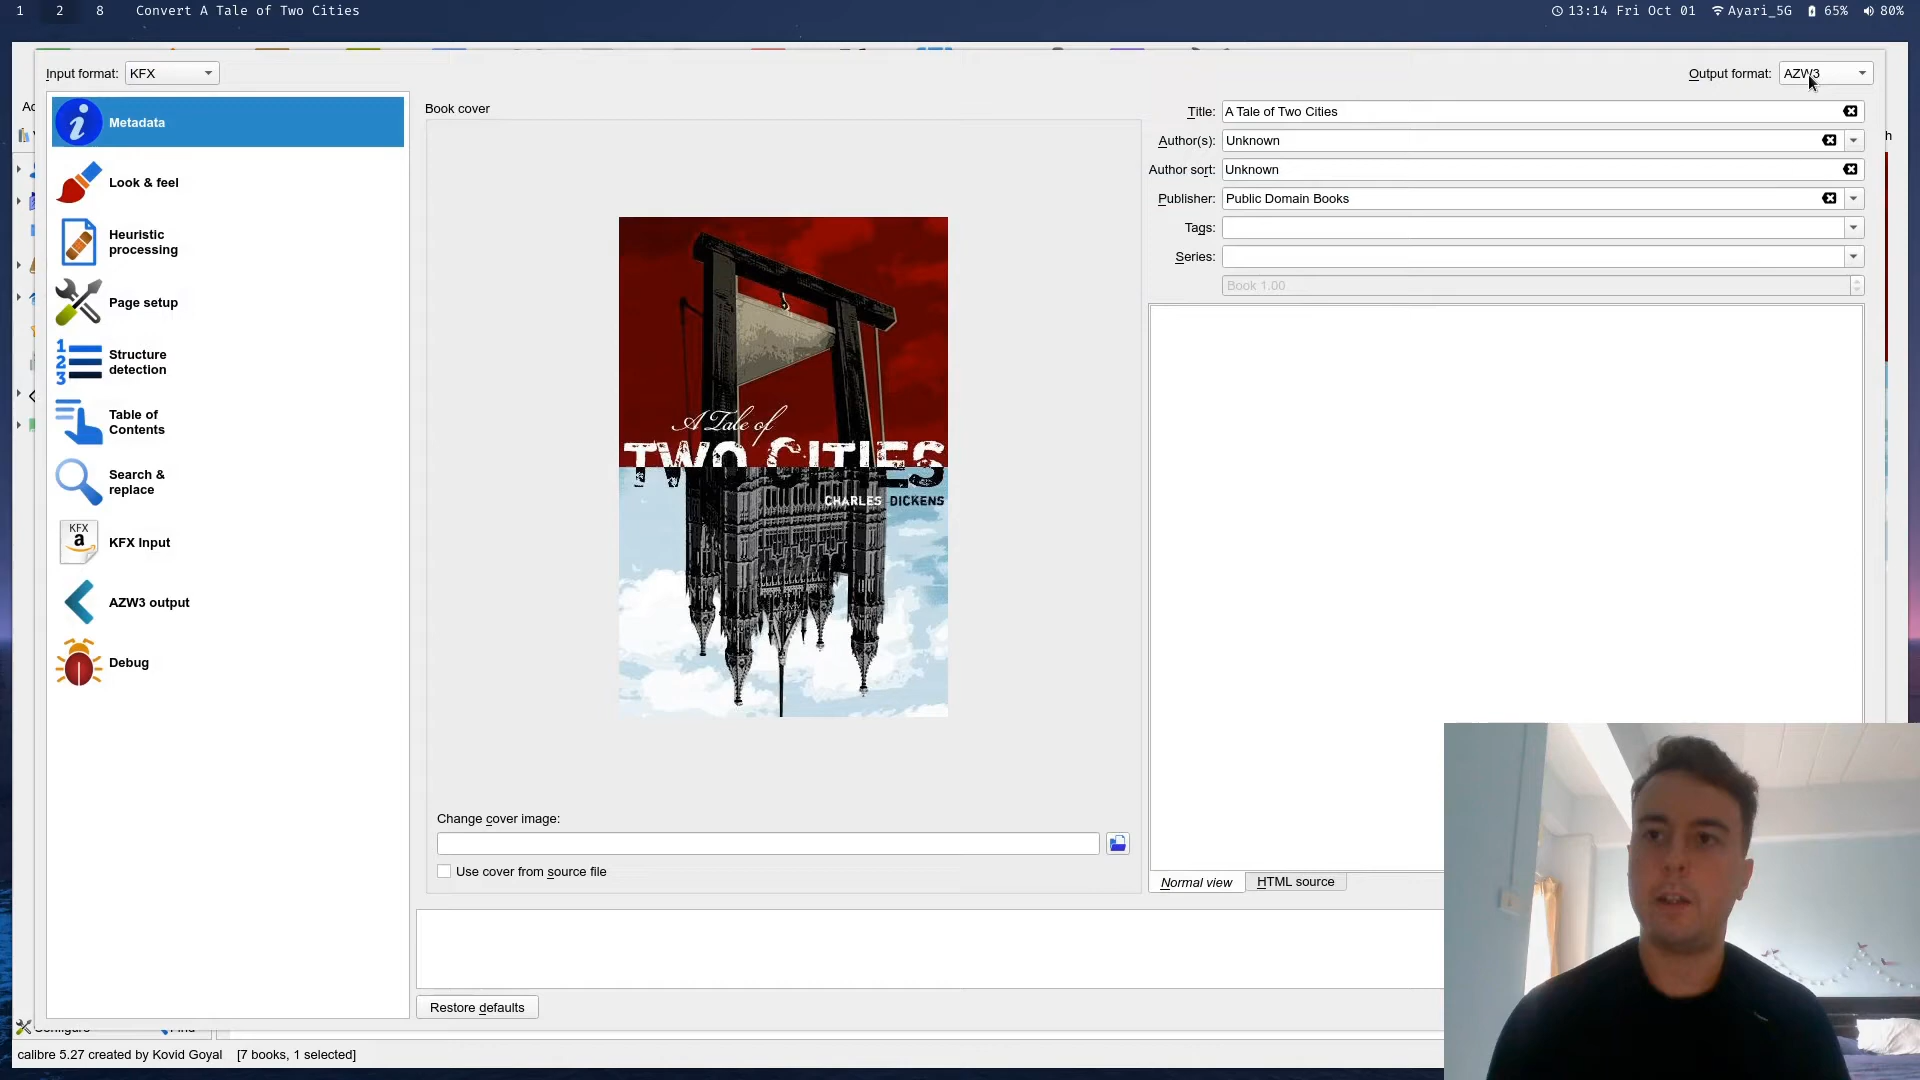 1 2 8 Convert A Tale of Two Cities 13:14 Fri Oct 01 Ayari_5G 65% 80%
Input format: KFX Output format: AZW3
Metadata
Look & feel
Heuristic
processing
Page setup
Structure
detection
Table of
Contents
Search &
replace
KFX
a
KFX Input
AZW3 output
Debug
Book cover
A Tale of
TWO CITIES
CHARLES DICKENS
Change cover image:
Use cover from source file
Title: A Tale of Two Cities
Author(s): Unknown
Author sort: Unknown
Publisher: Public Domain Books
Tags:
Series:
Book 1.00
Normal view HTML source
Restore defaults
calibre 5.27 created by Kovid Goyal [7 books, 1 selected]